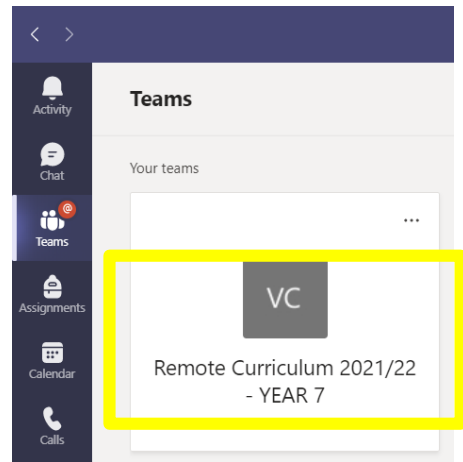 Activity
Teams
Chat
Your teams
@
Teams
...
Assignments
VC
Remote Curriculum 2021/22
- YEAR 7
Calendar
Calls